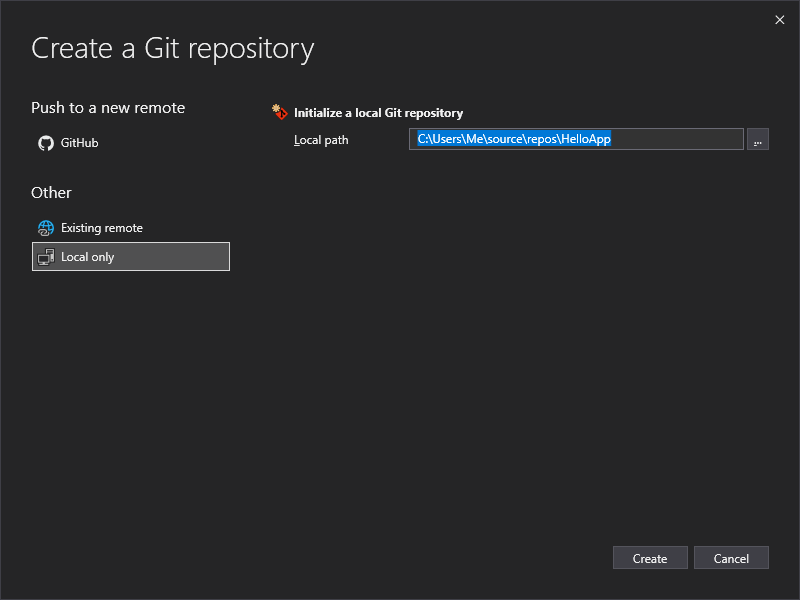 Create a Git repository
Push to a new remote
GitHub
Other
Existing remote
Local only
Initialize a local Git repository
Local path
C:\Users\Me\source\repos\HelloApp
...
Create
Cancel